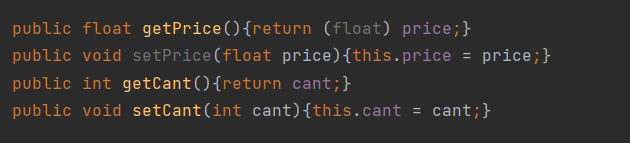 public float getPrice(){return (float) price;}
public void setPrice(float price){this.price = price;}
public int getCant(){return cant;}
public void setCant(int cant){this.cant = cant;}